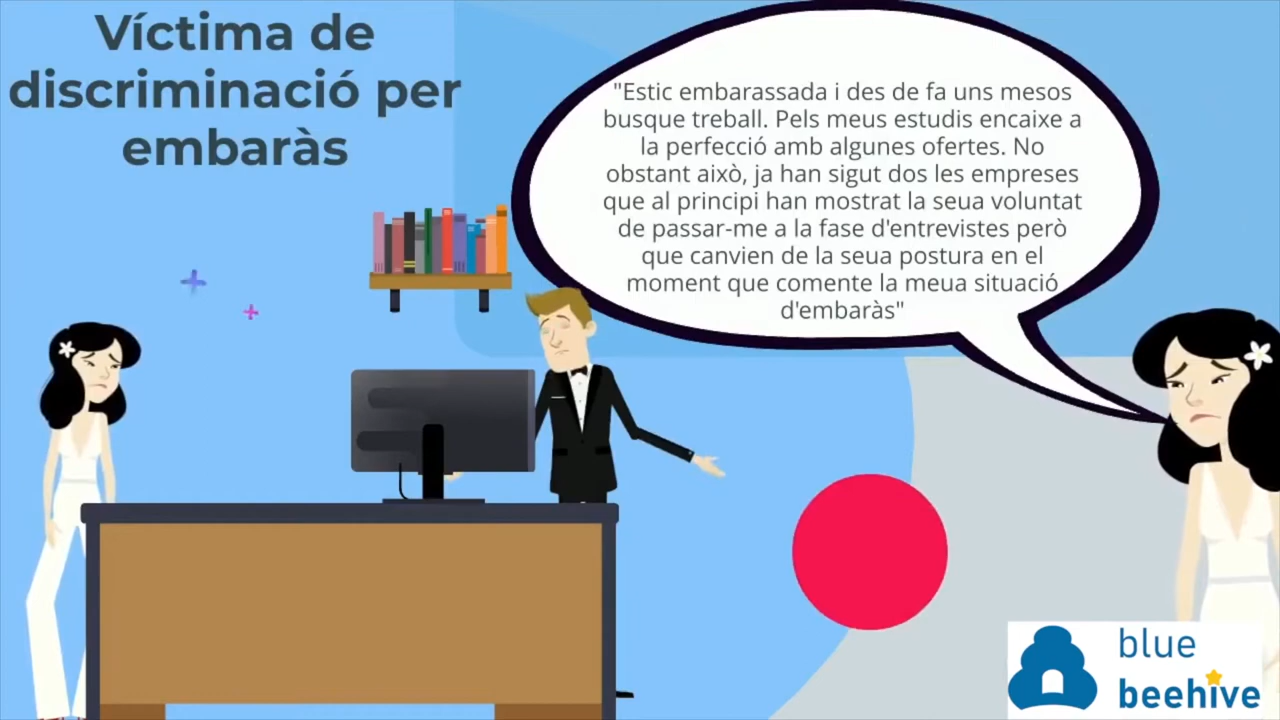 Víctima de
discriminació per
embaràs
"Estic embarassada i des de fa uns mesos
busque treball. Pels meus estudis encaixe a
la perfecció amb algunes ofertes. No
obstant això, ja han sigut dos les empreses
que al principi han mostrat la seua voluntat
de passar-me a la fase d'entrevistes però
que canvien de la seua postura en el
moment que comente la meua situació
d'embaràs"
blue
beehive